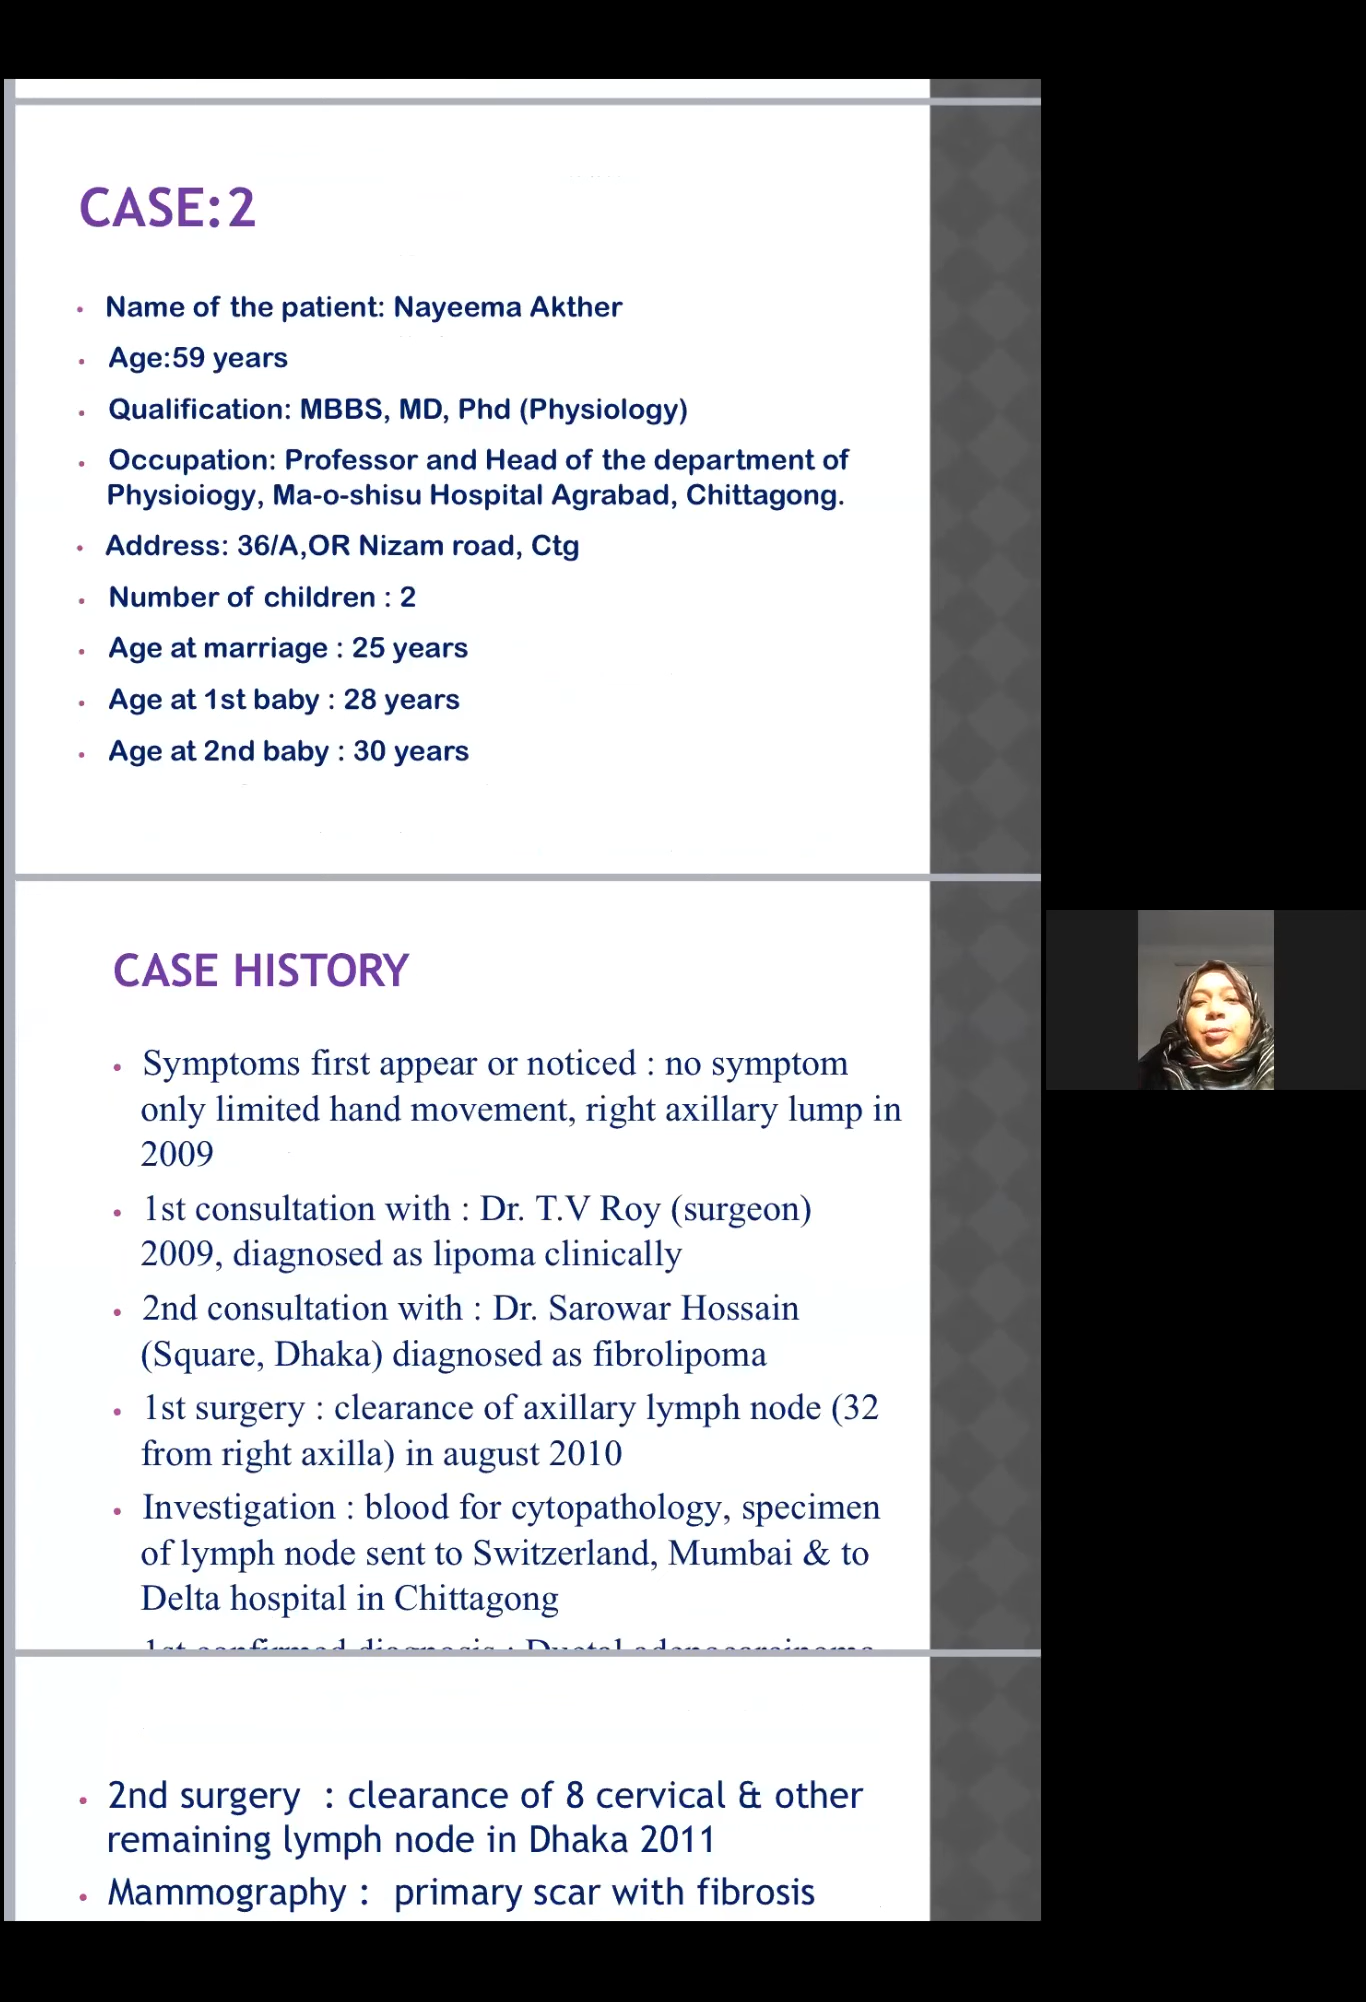 CASE:2
• Name of the patient: Nayeema Akther
• Age:59 years
• Qualification: MBBS, MD, Phd (Physiology)
• Occupation: Professor and Head of the department of
Physioiogy, Ma-o-shisu Hospital Agrabad, Chittagong.
• Address: 36/A,OR Nizam road, Ctg
• Number of children : 2
• Age at marriage : 25 years
• Age at 1st baby : 28 years
• Age at 2nd baby : 30 years
CASE HISTORY
• Symptoms first appear or noticed : no symptom
only limited hand movement, right axillary lump in
2009
• 1st consultation with : Dr. T.V Roy (surgeon)
2009, diagnosed as lipoma clinically
• 2nd consultation with : Dr. Sarowar Hossain
(Square, Dhaka) diagnosed as fibrolipoma
• 1st surgery : clearance of axillary lymph node (32
from right axilla) in august 2010
• Investigation : blood for cytopathology, specimen
of lymph node sent to Switzerland, Mumbai & to
Delta hospital in Chittagong
1st confirmed diagnosis : Ductal adenocarcinoma
• 2nd surgery : clearance of 8 cervical & other
remaining lymph node in Dhaka 2011
• Mammography : primary scar with fibrosis